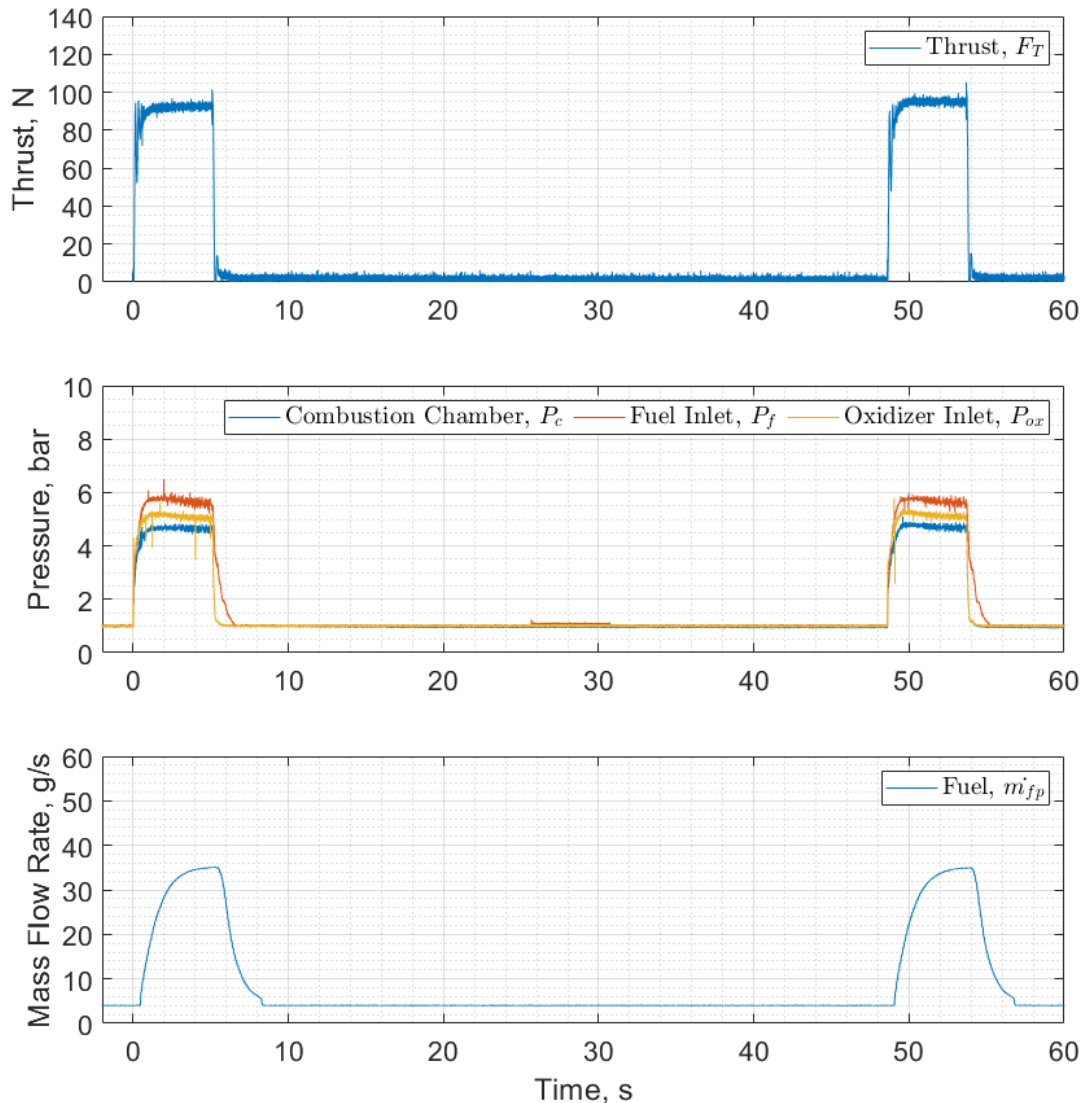 140
120
100
80
60
40
20
0
Thrust, N
Thrust, F_T
0 10 20 30 40 50 60
10
8
6
4
2
0
Pressure, bar
Combustion Chamber, P_c Fuel Inlet, P_f Oxidizer Inlet, P_ox
0 10 20 30 40 50 60
60
50
40
30
20
10
0
Mass Flow Rate, g/s
Fuel, ṁ_fp
0 10 20 30 40 50 60
Time, s